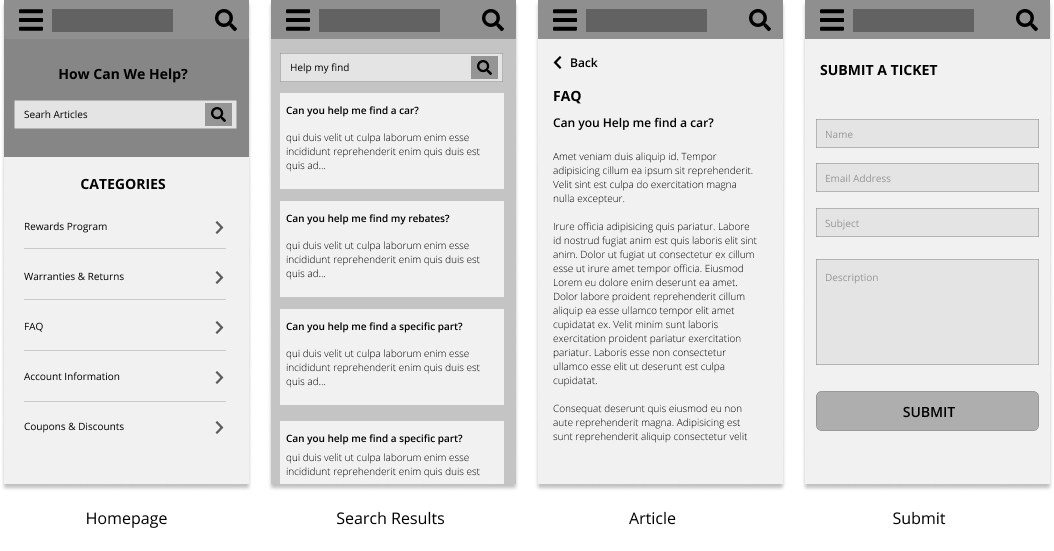 How Can We Help?
Searh Articles
CATEGORIES
Rewards Program
Warranties & Returns
FAQ
Account Information
Coupons & Discounts
Homepage
Help my find
Can you help me find a car?
qui duis velit ut culpa laborum enim esse
incididunt reprehenderit enim quis duis est
quis ad...
Can you help me find my rebates?
qui duis velit ut culpa laborum enim esse
incididunt reprehenderit enim quis duis est
quis ad...
Can you help me find a specific part?
qui duis velit ut culpa laborum enim esse
incididunt reprehenderit enim quis duis est
quis ad...
Can you help me find a specific part?
qui duis velit ut culpa laborum enim esse
incididunt reprehenderit enim quis duis est
Search Results
Back
FAQ
Can you Help me find a car?
Amet veniam duis aliquip id. Tempor
adipisicing cillum ea ipsum sit reprehenderit.
Velit sint est culpa do exercitation magna
nulla excepteur.
Irure officia adipisicing quis pariatur. Labore
id nostrud fugiat anim est quis laboris elit sint
anim. Dolor ut fugiat ut consectetur ex cillum
esse ut irure amet tempor officia. Eiusmod
Lorem eu dolore enim deserunt ea amet.
Dolor labore proident reprehenderit cillum
aliquip ea esse ullamco tempor elit amet
cupidatat ex. Velit minim sunt laboris
exercitation proident pariatur exercitation
pariatur. Laboris esse non consectetur
ullamco esse elit ut deserunt est culpa
cupidatat.
Consequat deserunt quis eiusmod eu non
aute reprehenderit magna. Adipisicing est
sunt reprehenderit aliquip consectetur velit
Article
SUBMIT A TICKET
Name
Email Address
Subject
Description
SUBMIT
Submit